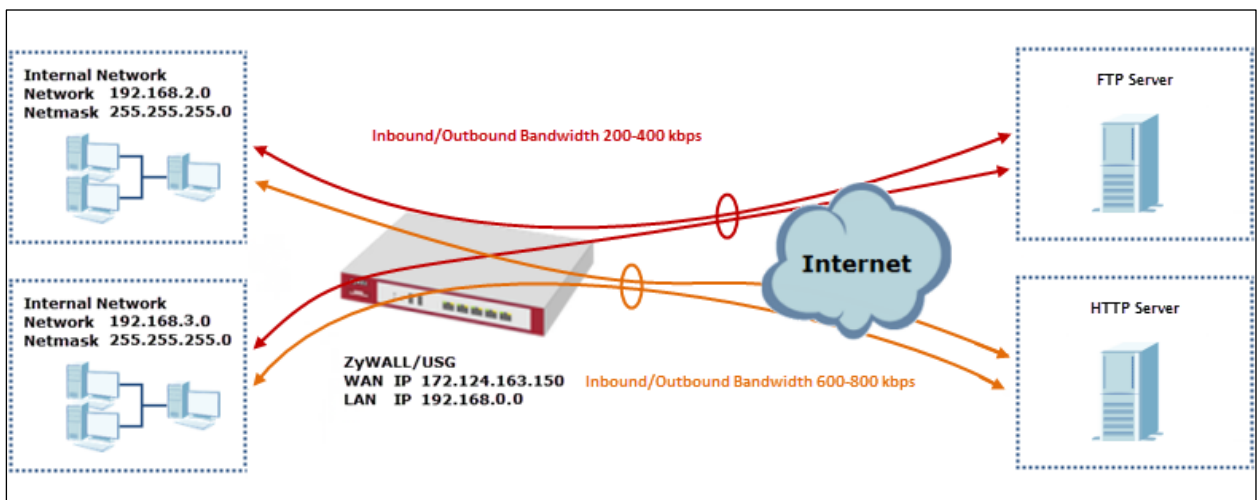 Internal Network
Network 192.168.2.0
Netmask 255.255.255.0
Inbound/Outbound Bandwidth 200-400 kbps
FTP Server
Internet
Internal Network
Network 192.168.3.0
Netmask 255.255.255.0
HTTP Server
ZyWALL/USG
WAN IP 172.124.163.150
LAN IP 192.168.0.0
Inbound/Outbound Bandwidth 600-800 kbps